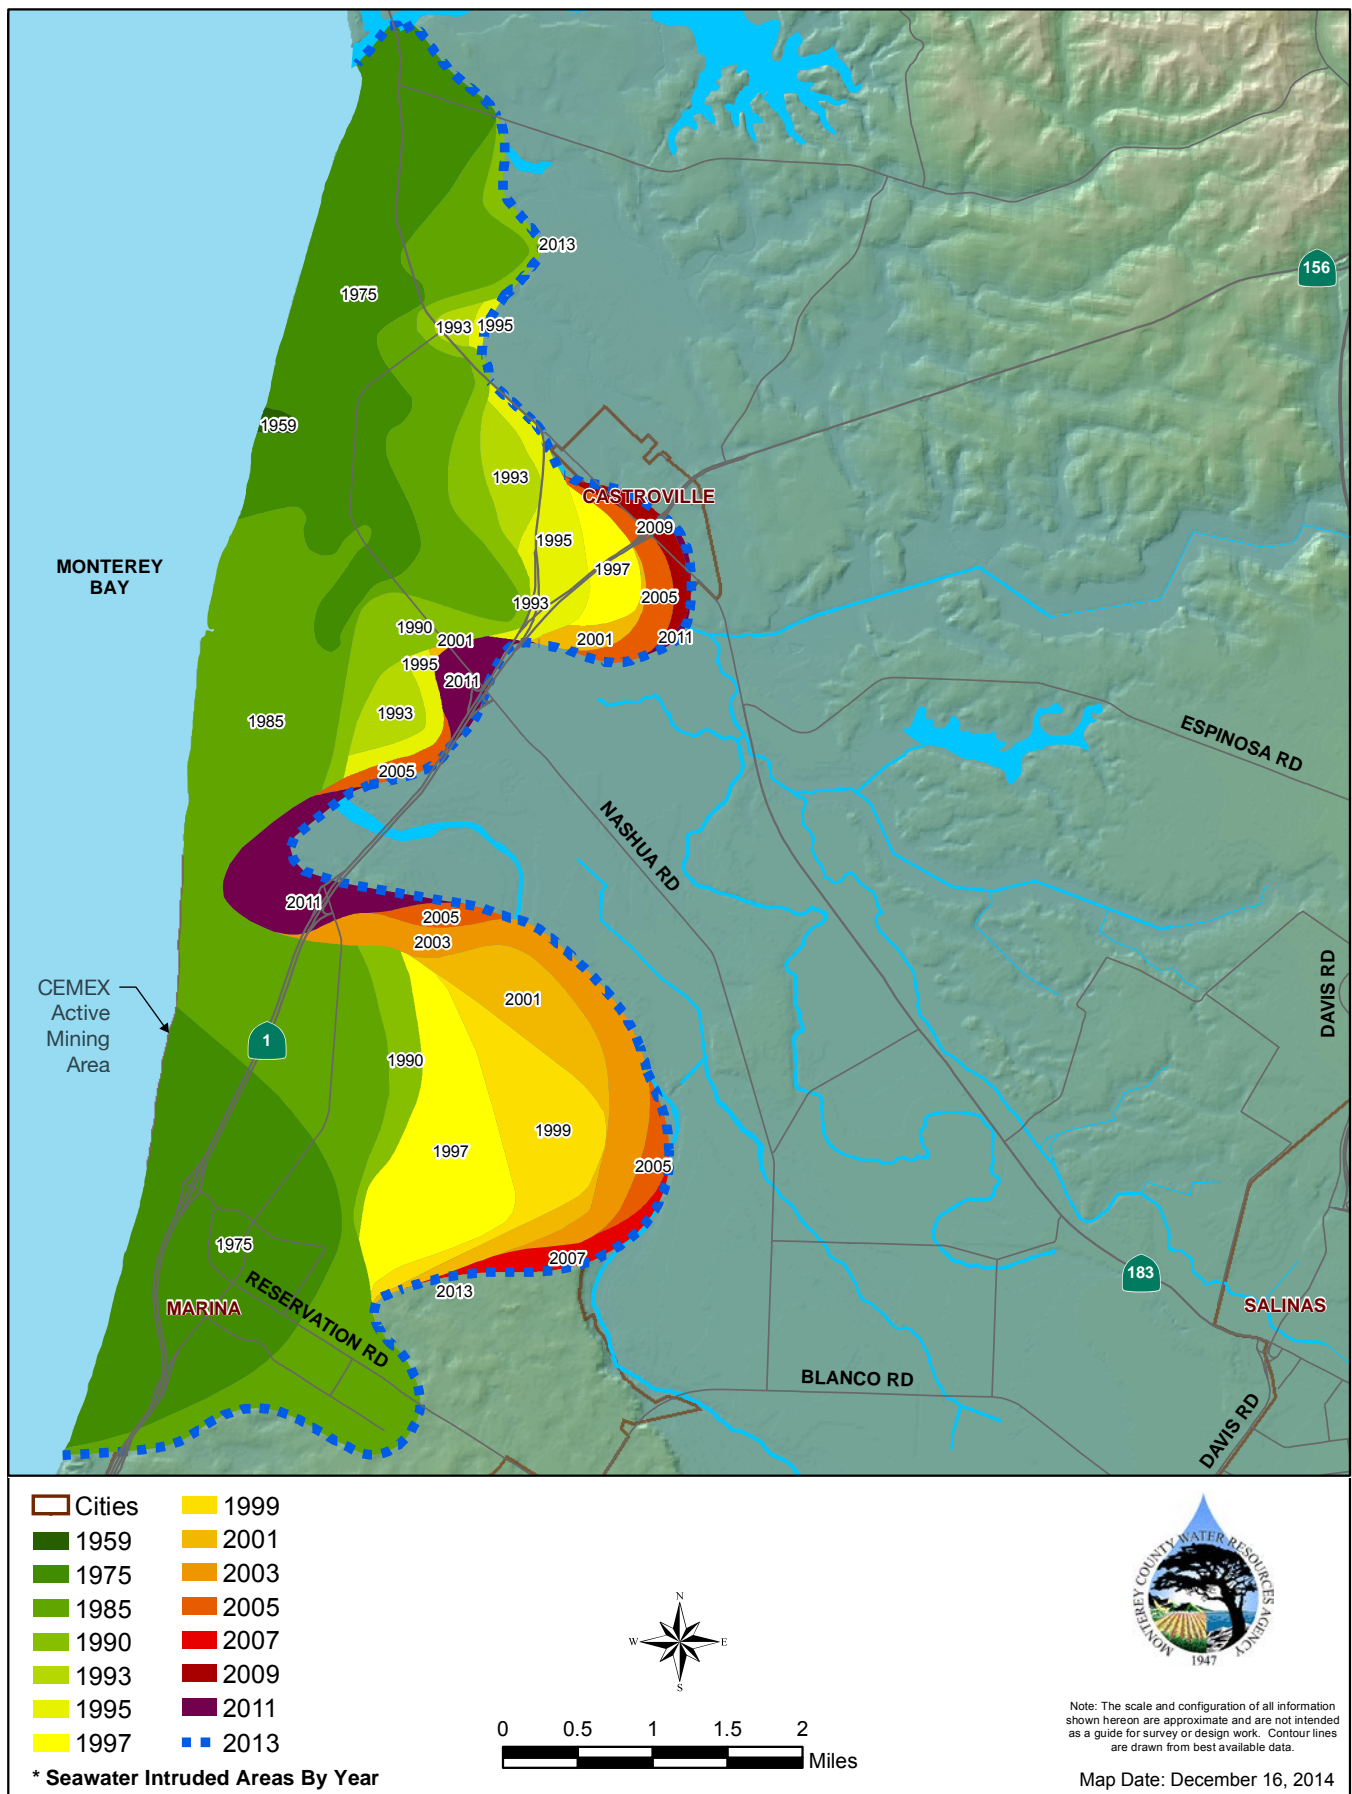 2013
156
1975
1993
1995
1959
1993
CASTROVILLE
2009
1995
MONTEREY
BAY
1997
1993
2005
1990
2001
2001
2011
1995
2011
1985
1993
ESPINOSA RD
2005
NASHUA RD
2011
2005
2003
DAVIS RD
CEMEX
Active
Mining
Area
2001
1
1990
1999
1997
2005
1975
2007
183
2013
RESERVATION RD
MARINA
SALINAS
BLANCO RD
DAVIS RD
Cities
1959
1975
1985
1990
1993
1995
1997
1999
2001
2003
2005
2007
2009
2011
2013
* Seawater Intruded Areas By Year
N
W
E
S
0 0.5 1 1.5 2
Miles
MONTEREY COUNTY WATER RESOURCES AGENCY
1947
Note: The scale and configuration of all information
shown hereon are approximate and are not intended
as a guide for survey or design work. Contour lines
are drawn from best available data.
Map Date: December 16, 2014